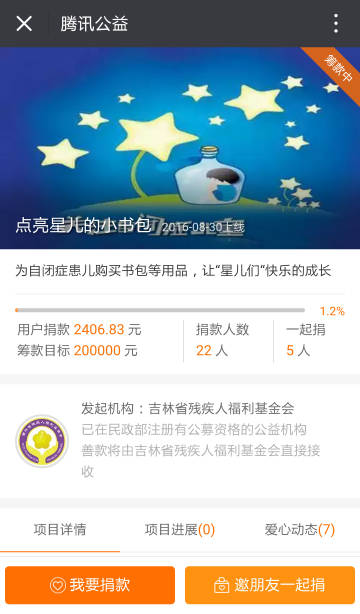 腾讯公益
筹款中
点亮星儿的小书包 2016-08-30上线
为自闭症患儿购买书包等用品，让“星儿们”快乐的成长
1.2%
用户捐款 2406.83 元
捐款人数
一起捐
筹款目标 200000 元
22 人
5 人
发起机构：吉林省残疾人福利基金会
已在民政部注册有公募资格的公益机构
善款将由吉林省残疾人福利基金会直接接
收
项目详情
项目进展(0)
爱心动态(7)
我要捐款
邀朋友一起捐